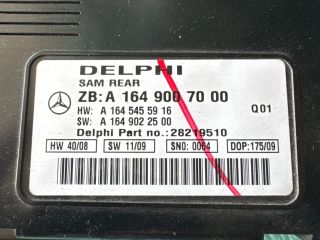 DELPHI
SAM REAR
ZB: A 164 900 70 00
HW: A 164 545 59 16 Q01
SW: A 164 902 25 00
Delphi Part no.: 28219510
HW 40/08 SW 11/09 SNO: 0064 DOP: 175/09